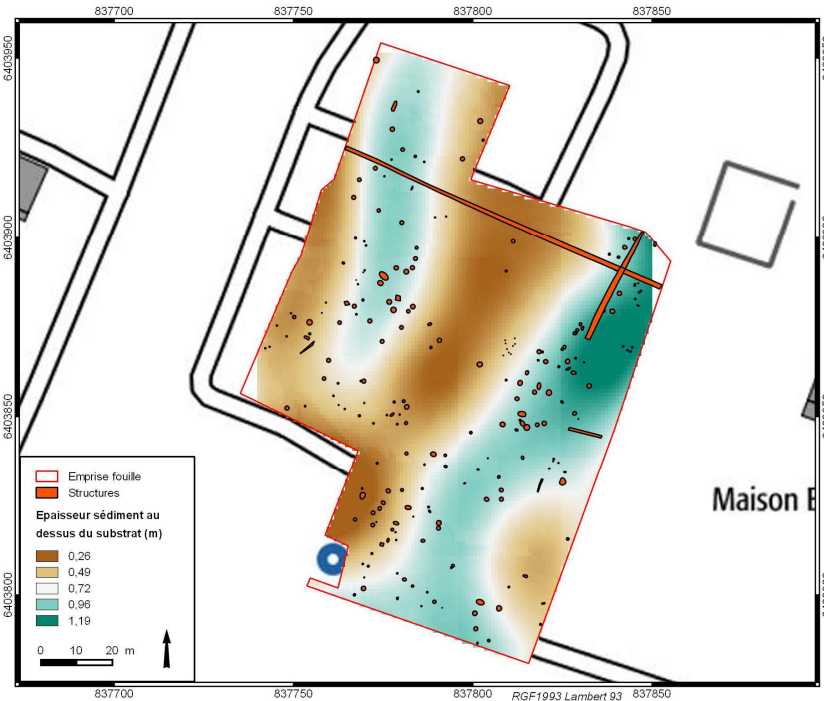 837700 837750 837800 837850
6403950
6403900
6403850
6403800
Maison E
Emprise fouille
Structures
Epaisseur sédiment au
dessus du substrat (m)
0,26
0,49
0,72
0,96
1,19
0 10 20 m
837700 837750 837800 837850
RGF1993 Lambert 93